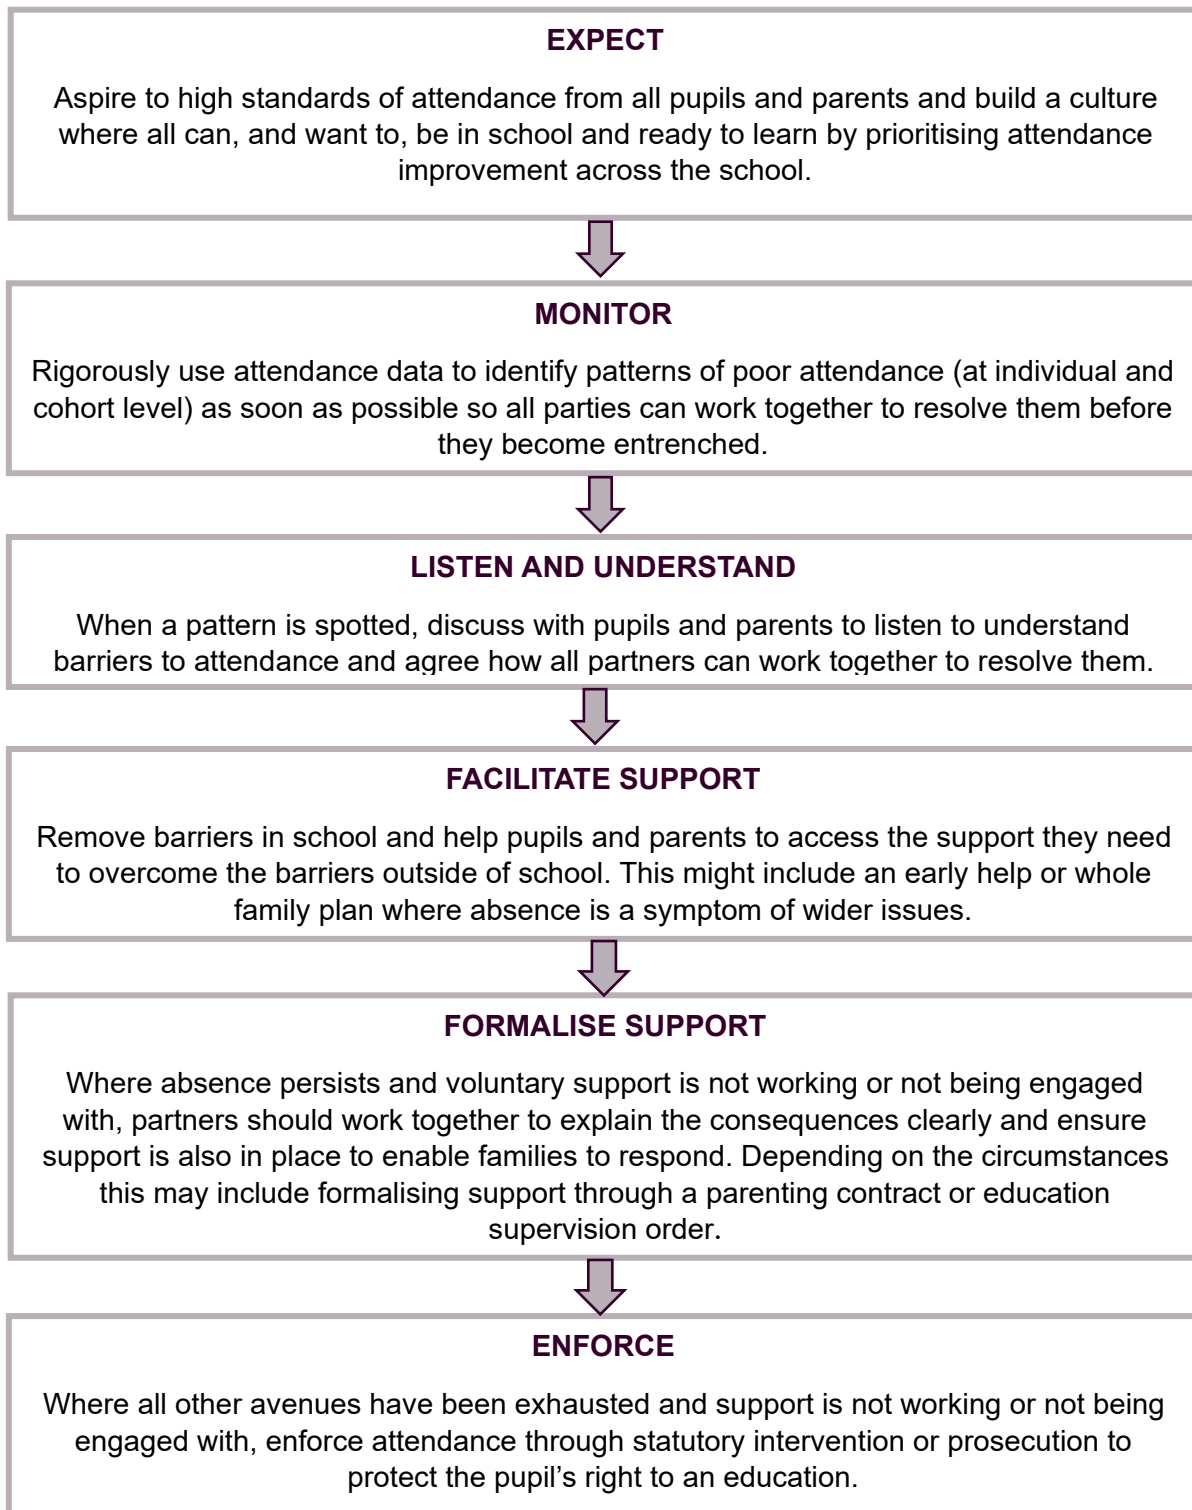 EXPECT
Aspire to high standards of attendance from all pupils and parents and build a culture
where all can, and want to, be in school and ready to learn by prioritising attendance
improvement across the school.
MONITOR
Rigorously use attendance data to identify patterns of poor attendance (at individual and
cohort level) as soon as possible so all parties can work together to resolve them before
they become entrenched.
LISTEN AND UNDERSTAND
When a pattern is spotted, discuss with pupils and parents to listen to understand
barriers to attendance and agree how all partners can work together to resolve them.
FACILITATE SUPPORT
Remove barriers in school and help pupils and parents to access the support they need
to overcome the barriers outside of school. This might include an early help or whole
family plan where absence is a symptom of wider issues.
FORMALISE SUPPORT
Where absence persists and voluntary support is not working or not being engaged
with, partners should work together to explain the consequences clearly and ensure
support is also in place to enable families to respond. Depending on the circumstances
this may include formalising support through a parenting contract or education
supervision order.
ENFORCE
Where all other avenues have been exhausted and support is not working or not being
engaged with, enforce attendance through statutory intervention or prosecution to
protect the pupil’s right to an education.